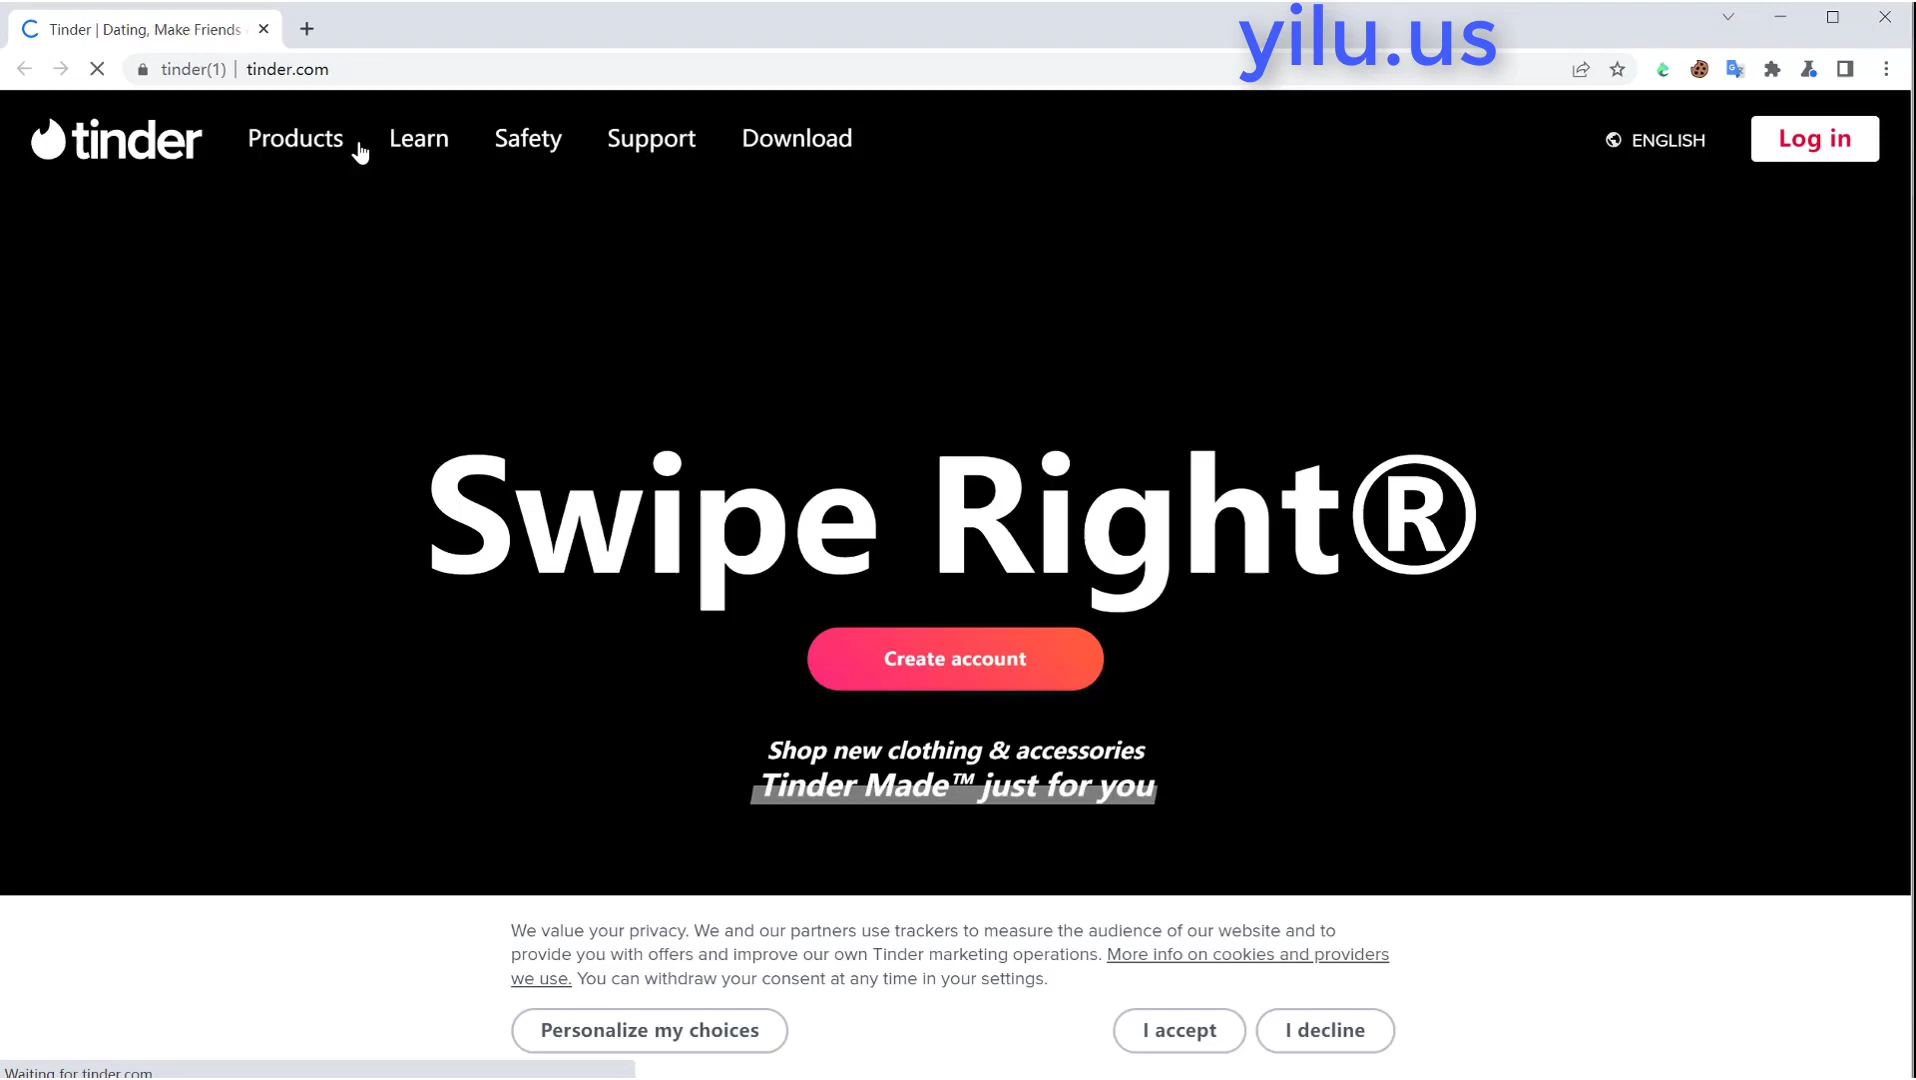 Tinder | Dating, Make Friends
yilu.us
tinder(1) | tinder.com
tinder
Products
Learn
Safety
Support
Download
ENGLISH
Log in
Swipe Right®
Create account
Shop new clothing & accessories
Tinder Made™ just for you
We value your privacy. We and our partners use trackers to measure the audience of our website and to
provide you with offers and improve our own Tinder marketing operations. More info on cookies and providers
we use. You can withdraw your consent at any time in your settings.
Personalize my choices
I accept
I decline
Waiting for tinder.com